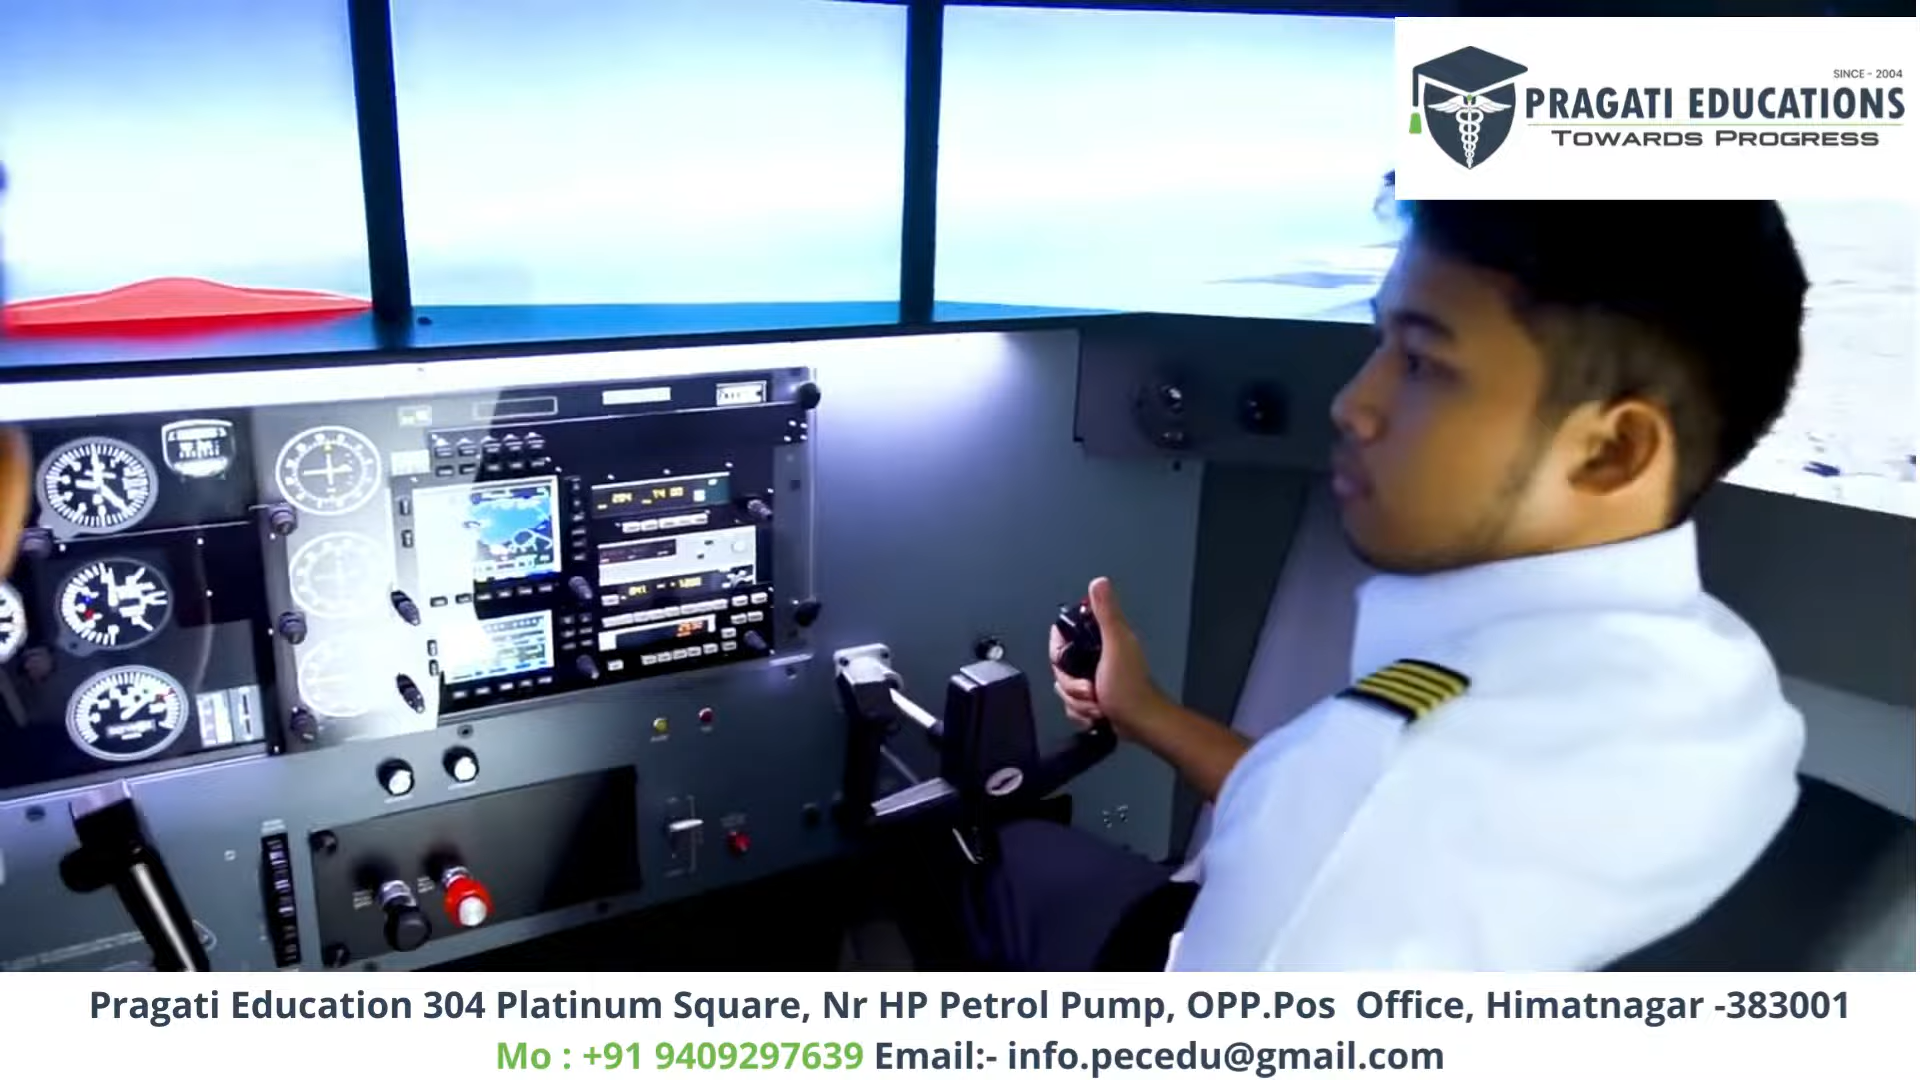 SINCE - 2004
PRAGATI EDUCATIONS
TOWARDS PROGRESS
Pragati Education 304 Platinum Square, Nr HP Petrol Pump, OPP.Pos  Office, Himatnagar -383001
Mo : +91 9409297639 Email:- info.pecedu@gmail.com